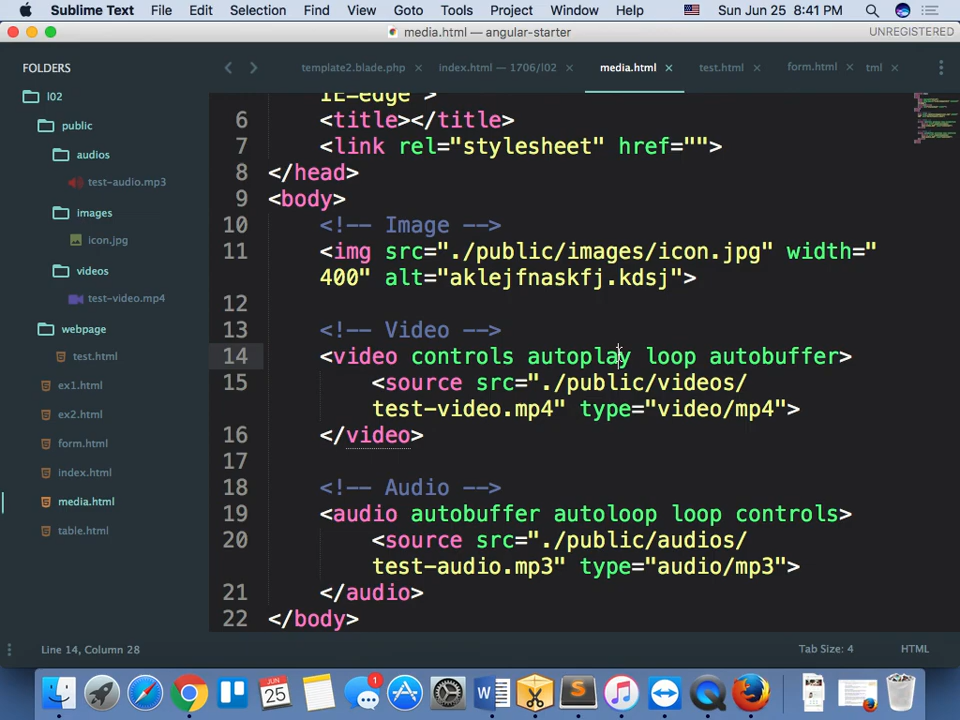 Sublime Text File Edit Selection Find View Goto Tools Project Window Help Sun Jun 25 8:41 PM
media.html — angular-starter UNREGISTERED
FOLDERS
l02
public
audios
test-audio.mp3
images
icon.jpg
videos
test-video.mp4
webpage
test.html
ex1.html
ex2.html
form.html
index.html
media.html
table.html
template2.blade.php × index.html — 1706/l02 × media.html × test.html × form.html × tml ×
IE-edge">
6 <title></title>
7 <link rel="stylesheet" href="">
8 </head>
9 <body>
10 <!-- Image -->
11 <img src="./public/images/icon.jpg" width="
400" alt="aklejfnaskfj.kdsj">
12
13 <!-- Video -->
14 <video controls autoplay loop autobuffer>
15 <source src="./public/videos/
test-video.mp4" type="video/mp4">
16 </video>
17
18 <!-- Audio -->
19 <audio autobuffer autoloop loop controls>
20 <source src="./public/audios/
test-audio.mp3" type="audio/mp3">
21 </audio>
22 </body>
Line 14, Column 28 Tab Size: 4 HTML
JUN
25
1